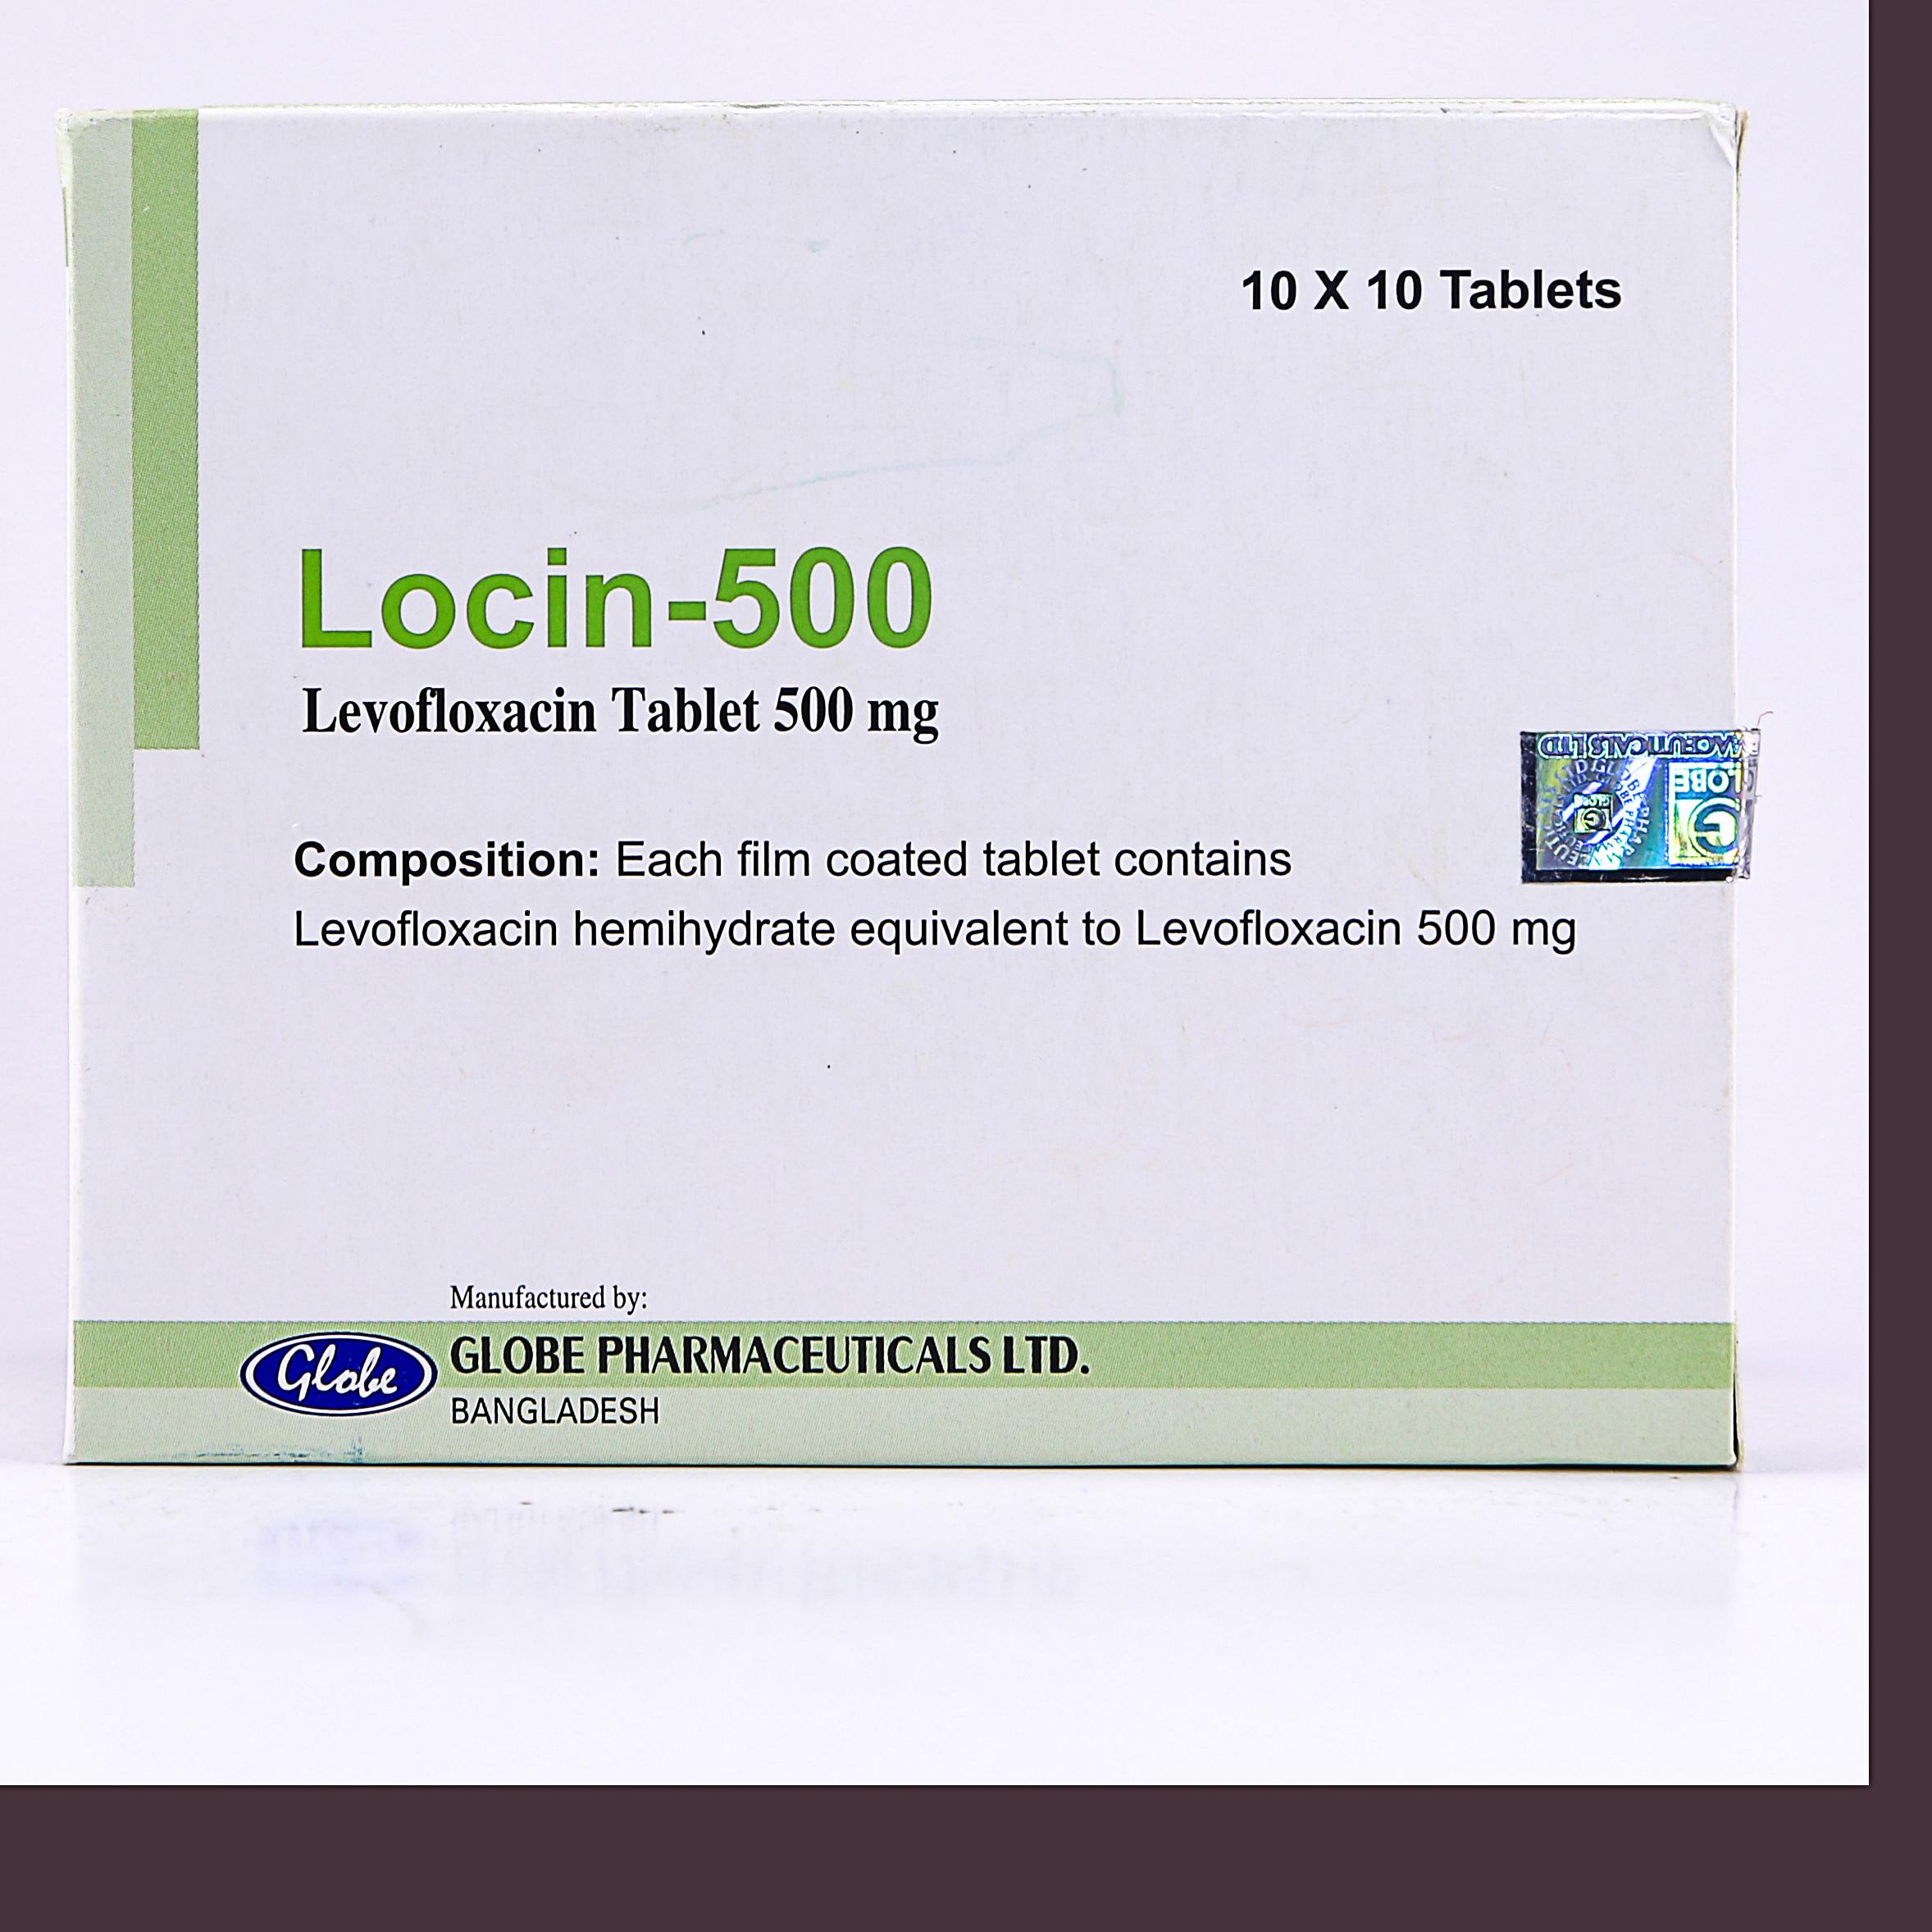 10 X 10 Tablets
Locin-500
Levofloxacin Tablet 500 mg
Composition: Each film coated tablet contains
Levofloxacin hemihydrate equivalent to Levofloxacin 500 mg
Manufactured by:
Globe
GLOBE PHARMACEUTICALS LTD.
BANGLADESH